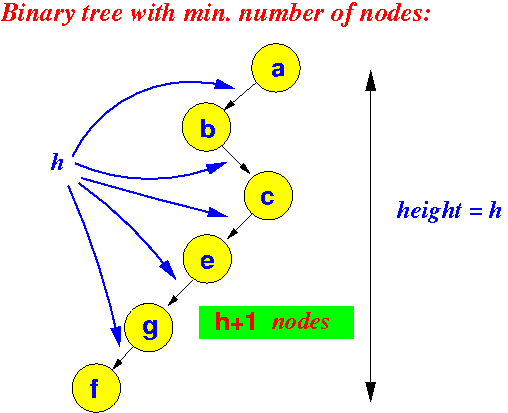 Binary tree with min. number of nodes:
a
b
h
c
height = h
e
h+1 nodes
g
f